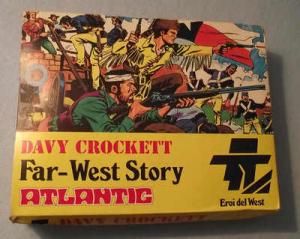 DAVY CROCKETT
Far-West Story
ATLANTIC
Eroi del West
DAVY CROCKETT